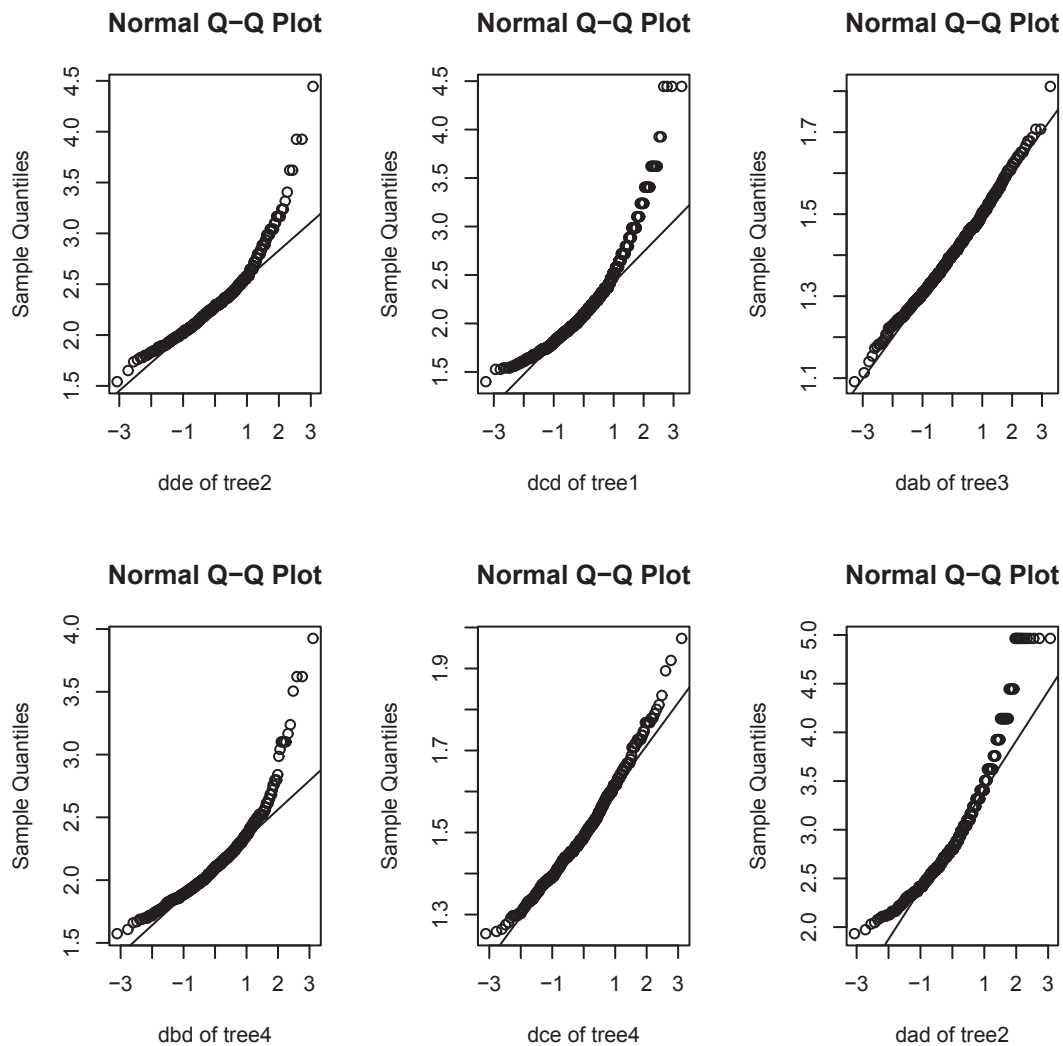 Normal Q−Q Plot
Sample Quantiles
4.5
4.0
3.5
3.0
2.5
2.0
1.5
−3 −1 1 2 3
dde of tree2
Normal Q−Q Plot
Sample Quantiles
4.5
4.0
3.5
3.0
2.5
2.0
1.5
−3 −1 1 2 3
dcd of tree1
Normal Q−Q Plot
Sample Quantiles
1.7
1.5
1.3
1.1
−3 −1 1 2 3
dab of tree3
Normal Q−Q Plot
Sample Quantiles
4.0
3.5
3.0
2.5
2.0
1.5
−3 −1 1 2 3
dbd of tree4
Normal Q−Q Plot
Sample Quantiles
1.9
1.7
1.5
1.3
−3 −1 1 2 3
dce of tree4
Normal Q−Q Plot
Sample Quantiles
5.0
4.5
4.0
3.5
3.0
2.5
2.0
−3 −1 1 2 3
dad of tree2